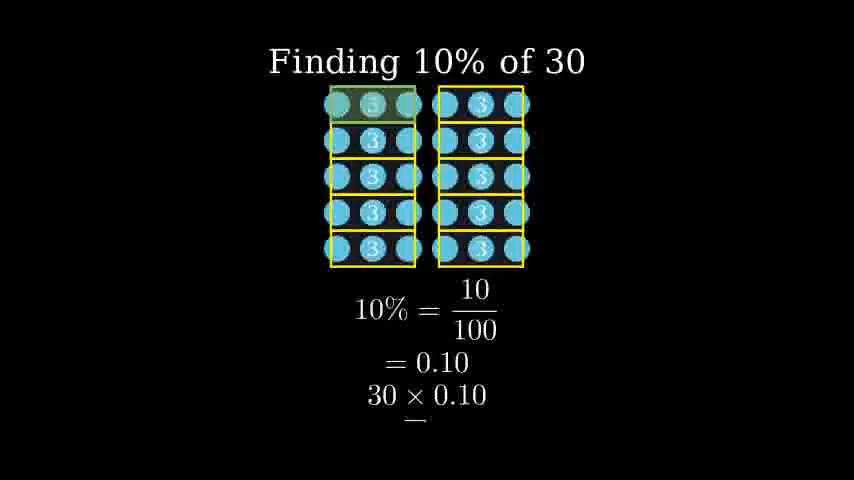 Finding 10% of 30
3 3
3 3
3 3
3 3
3 3
10% = 10/100
= 0.10
30 × 0.10